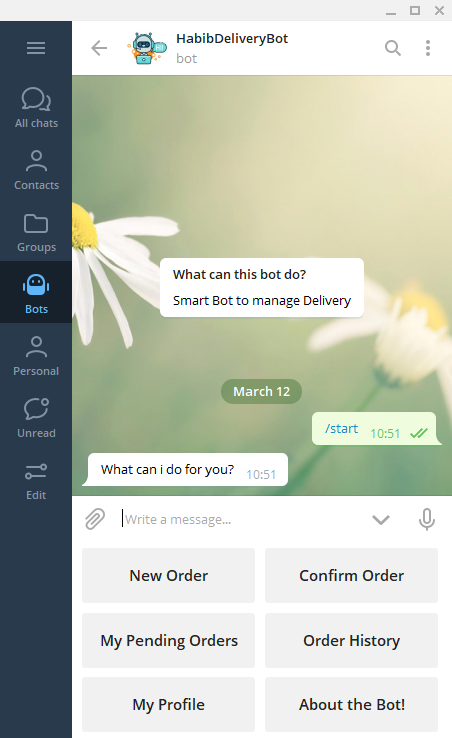 HabibDeliveryBot
bot
All chats
Contacts
Groups
Bots
Personal
Unread
Edit
Hi!
What can this bot do?
Smart Bot to manage Delivery
March 12
/start 10:51
What can i do for you? 10:51
Write a message...
New Order
Confirm Order
My Pending Orders
Order History
My Profile
About the Bot!